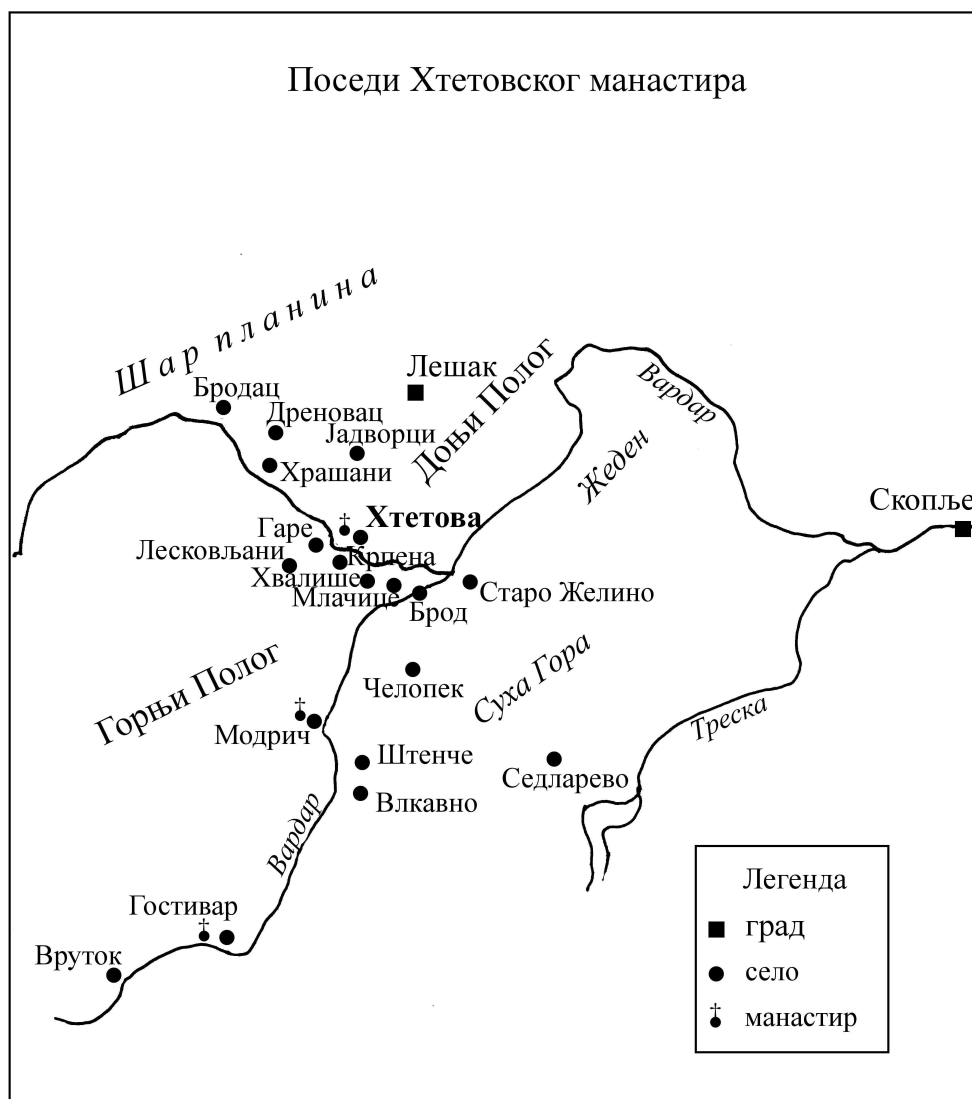 Поседи Хтетовског манастира
Шар планина
Лешак
Бродац
Дреновац
Јадворци
Доњи Полог
Вардар
Храшани
Жеден
Скопље
Хтетова
Гаре
Лесковљани
Крпена
Хвалише
Млачице
Брод
Старо Желино
Горњи Полог
Челопек
Суха Гора
Модрич
Треска
Штенче
Седларево
Влкавно
Вардар
Гостивар
Вруток
Легенда
град
село
манастир